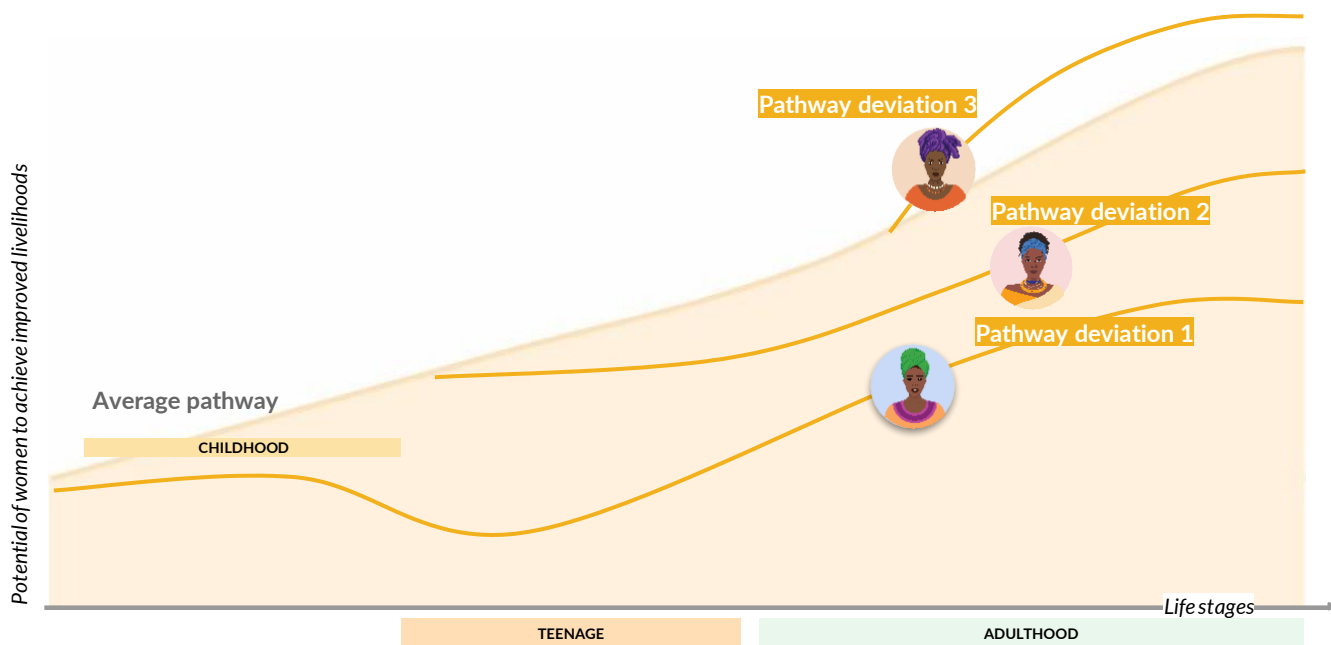 Pathway deviation 3
Pathway deviation 2
Pathway deviation 1
Potential of women to achieve improved livelihoods
Average pathway
CHILDHOOD
Life stages
TEENAGE
ADULTHOOD